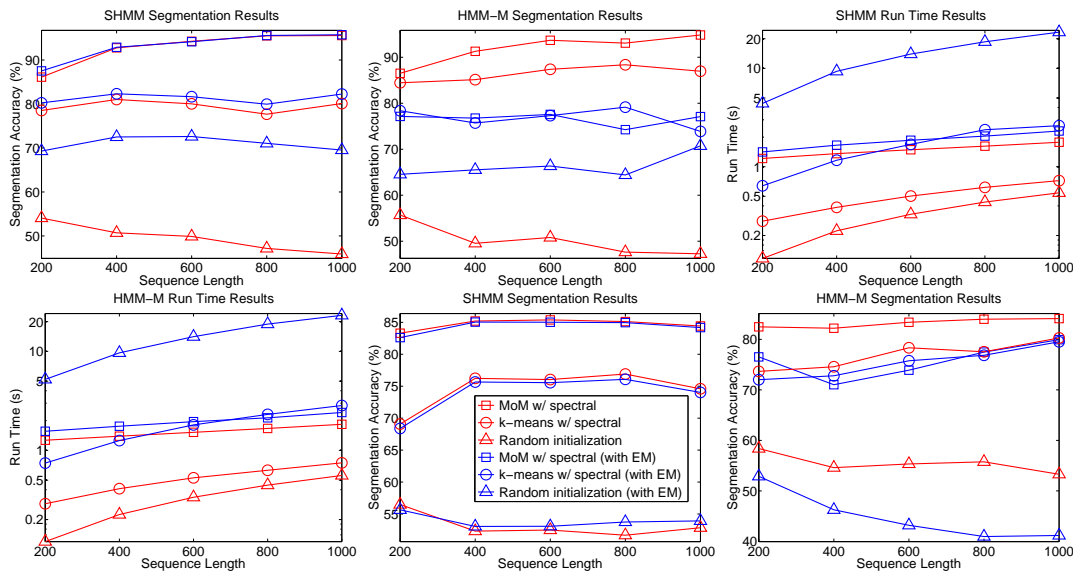 SHMM Segmentation Results
Segmentation Accuracy (%)
90
80
70
60
50
200 400 600 800 1000
Sequence Length
HMM−M Segmentation Results
Segmentation Accuracy (%)
90
80
70
60
50
200 400 600 800 1000
Sequence Length
SHMM Run Time Results
Run Time (s)
20
10
5
1
0.5
0.2
200 400 600 800 1000
Sequence Length
HMM−M Run Time Results
Run Time (s)
20
10
5
1
0.5
0.2
200 400 600 800 1000
Sequence Length
SHMM Segmentation Results
Segmentation Accuracy (%)
85
80
75
70
65
60
55
200 400 600 800 1000
Sequence Length
MoM w/ spectral
k−means w/ spectral
Random initialization
MoM w/ spectral (with EM)
k−means w/ spectral (with EM)
Random initialization (with EM)
HMM−M Segmentation Results
Segmentation Accuracy (%)
80
70
60
50
40
200 400 600 800 1000
Sequence Length